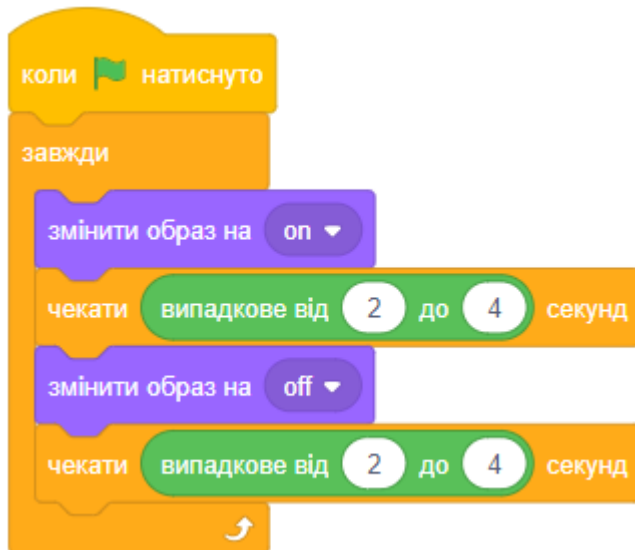 коли натиснуто
завжди
змінити образ на on
чекати випадкове від 2 до 4 секунд
змінити образ на off
чекати випадкове від 2 до 4 секунд